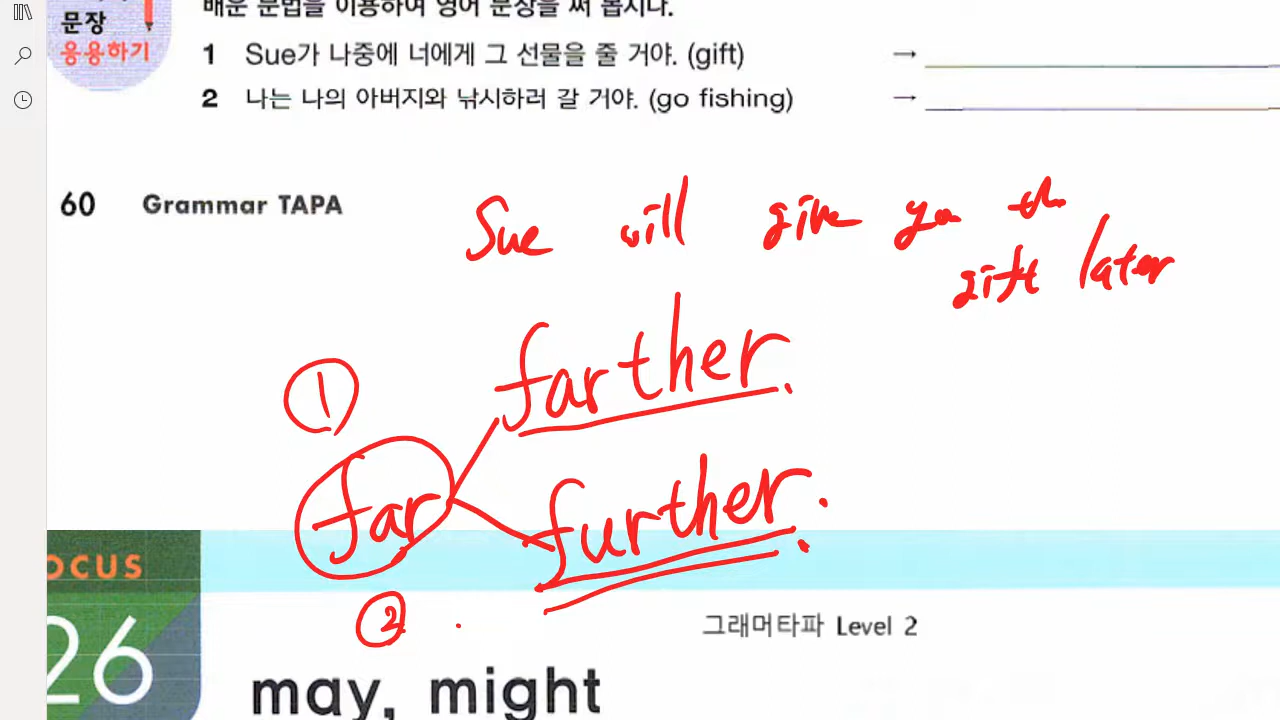 배운 문법을 이용하여 영어 문장을 써 봅시다.
문장
응용하기
1 Sue가 나중에 너에게 그 선물을 줄 거야. (gift) →
2 나는 나의 아버지와 낚시하러 갈 거야. (go fishing) →
60 Grammar TAPA
Sue will give you the
gift later
①
farther.
far
further.
②
OCUS
26
그래머타파 Level 2
may, might